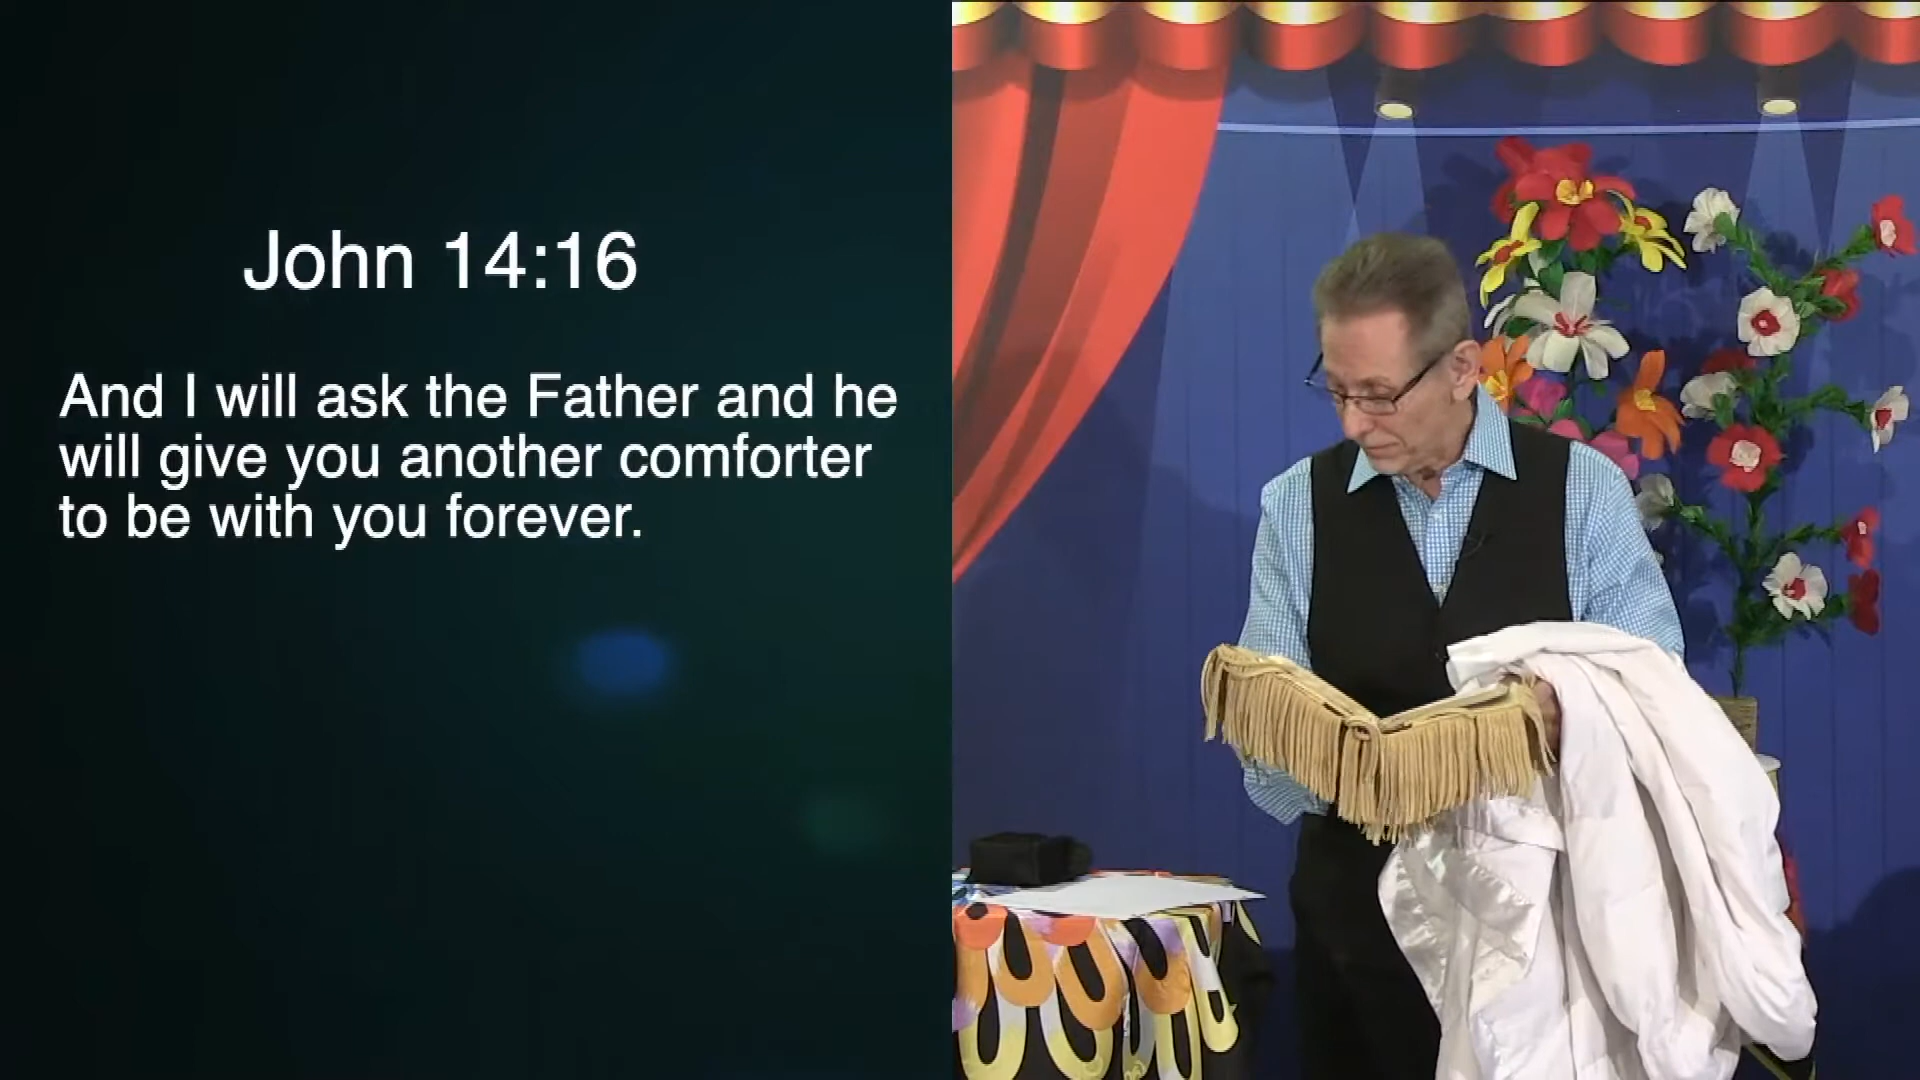 John 14:16
And I will ask the Father and he
will give you another comforter
to be with you forever.